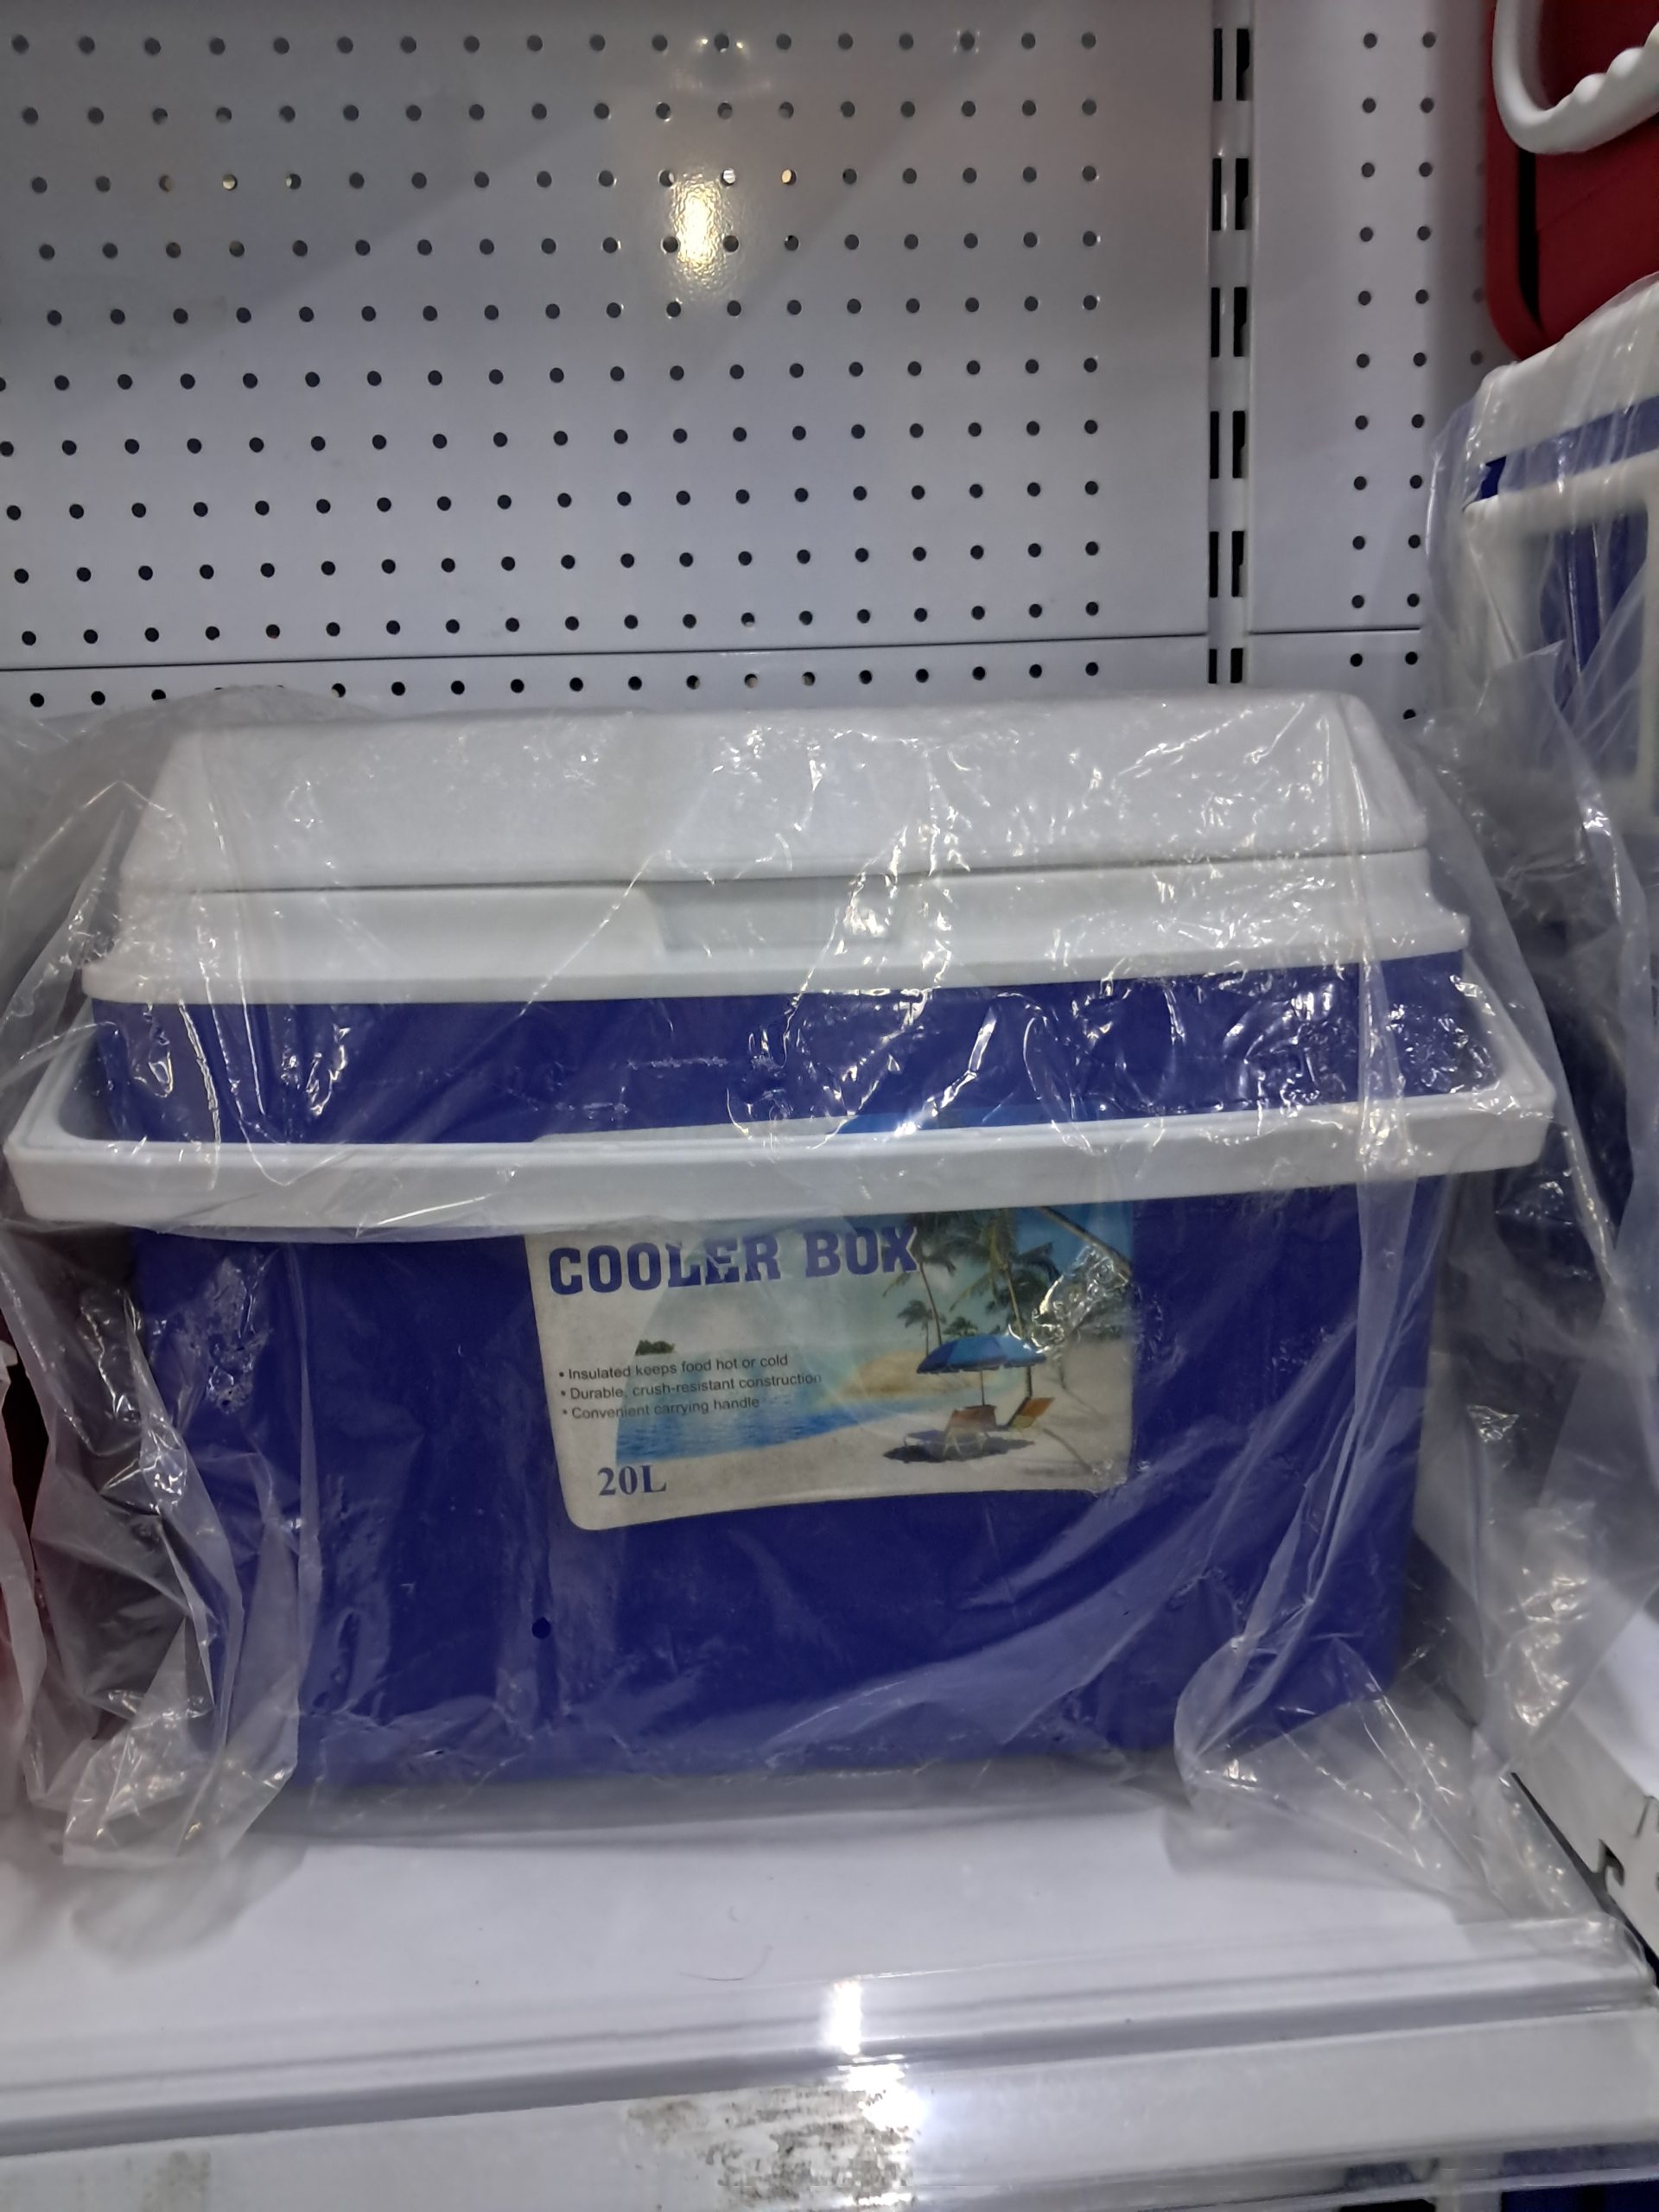 COOLER BOX
• Insulated keeps food hot or cold
• Durable, crush-resistant construction
• Convenient carrying handle
20L